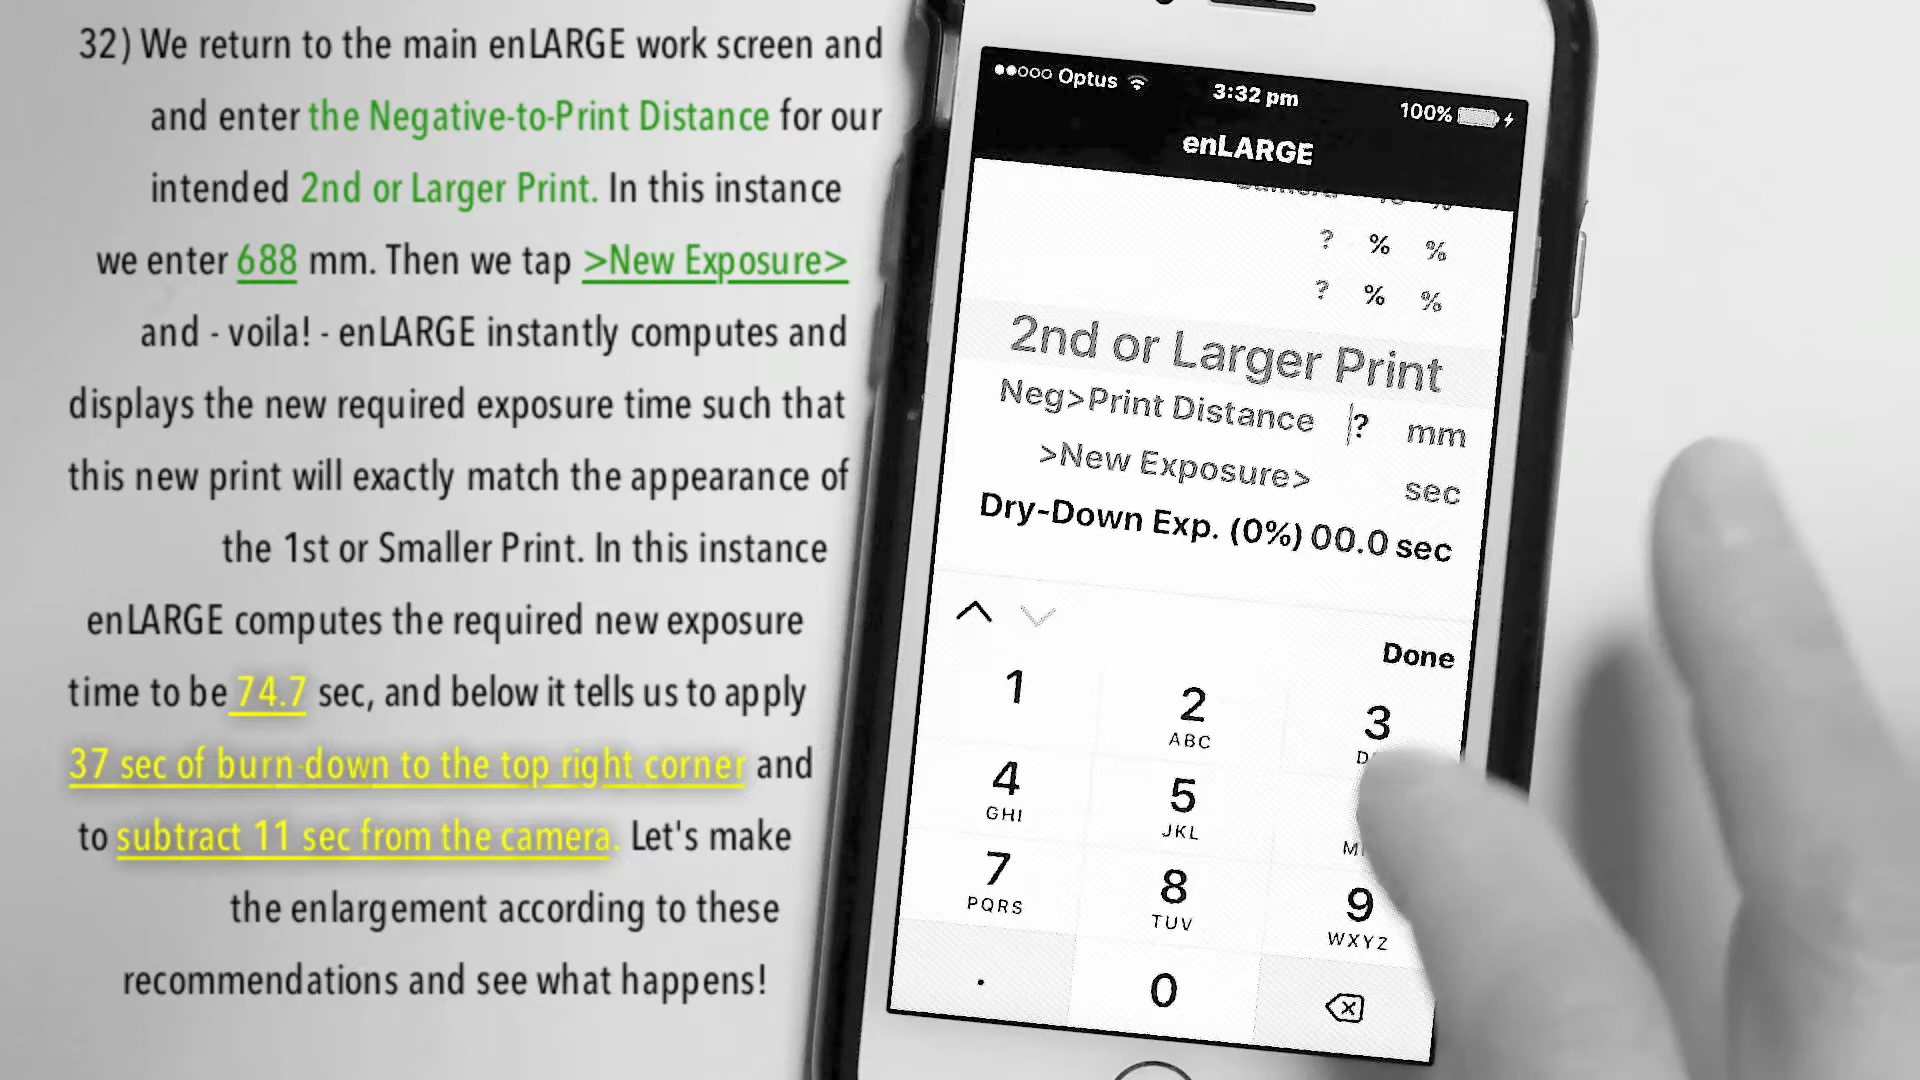 32) We return to the main enLARGE work screen and
and enter the Negative-to-Print Distance for our
intended 2nd or Larger Print. In this instance
we enter 688 mm. Then we tap >New Exposure>
and - voila! - enLARGE instantly computes and
displays the new required exposure time such that
this new print will exactly match the appearance of
the 1st or Smaller Print. In this instance
enLARGE computes the required new exposure
time to be 74.7 sec, and below it tells us to apply
37 sec of burn-down to the top right corner and
to subtract 11 sec from the camera. Let's make
the enlargement according to these
recommendations and see what happens!
Optus 3:32 pm 100%
enLARGE
? % %
? % %
2nd or Larger Print
Neg>Print Distance ? mm
>New Exposure> sec
Dry-Down Exp. (0%) 00.0 sec
Done
1 2 3
ABC
4 5
GHI JKL
7 8 9
PQRS TUV WXYZ
. 0